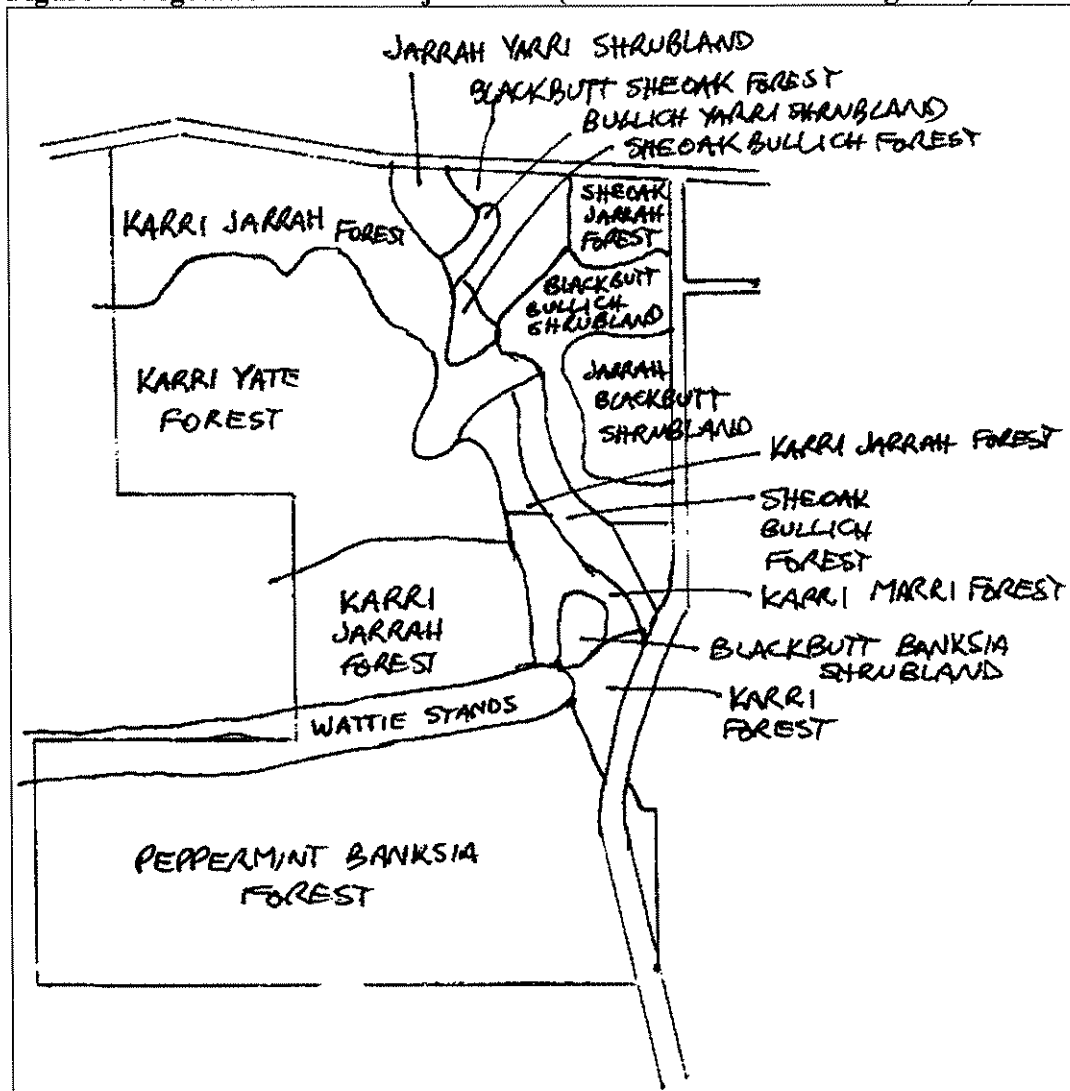 JARRAH YARRI SHRUBLAND
BLACKBUTT SHEOAK FOREST
BULLICH YARRI SHRUBLAND
SHEOAK BULLICH FOREST
KARRI JARRAH FOREST
SHEOAK
JARRAH
FOREST
BLACKBUTT
BULLICH
SHRUBLAND
KARRI YATE
FOREST
JARRAH
BLACKBUTT
SHRUBLAND
KARRI JARRAH FOREST
SHEOAK
BULLICH
FOREST
KARRI MARRI FOREST
KARRI
JARRAH
FOREST
BLACKBUTT BANKSIA
SHRUBLAND
KARRI
FOREST
WATTIE STANDS
PEPPERMINT BANKSIA
FOREST